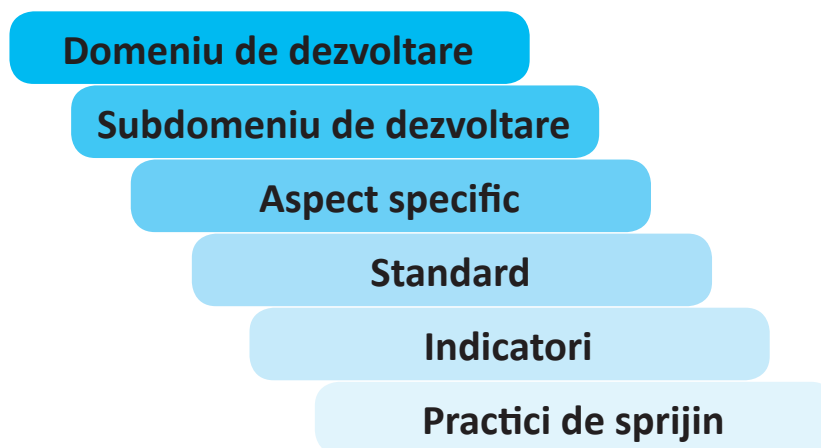 Domeniu de dezvoltare
Subdomeniu de dezvoltare
Aspect specific
Standard
Indicatori
Practici de sprijin